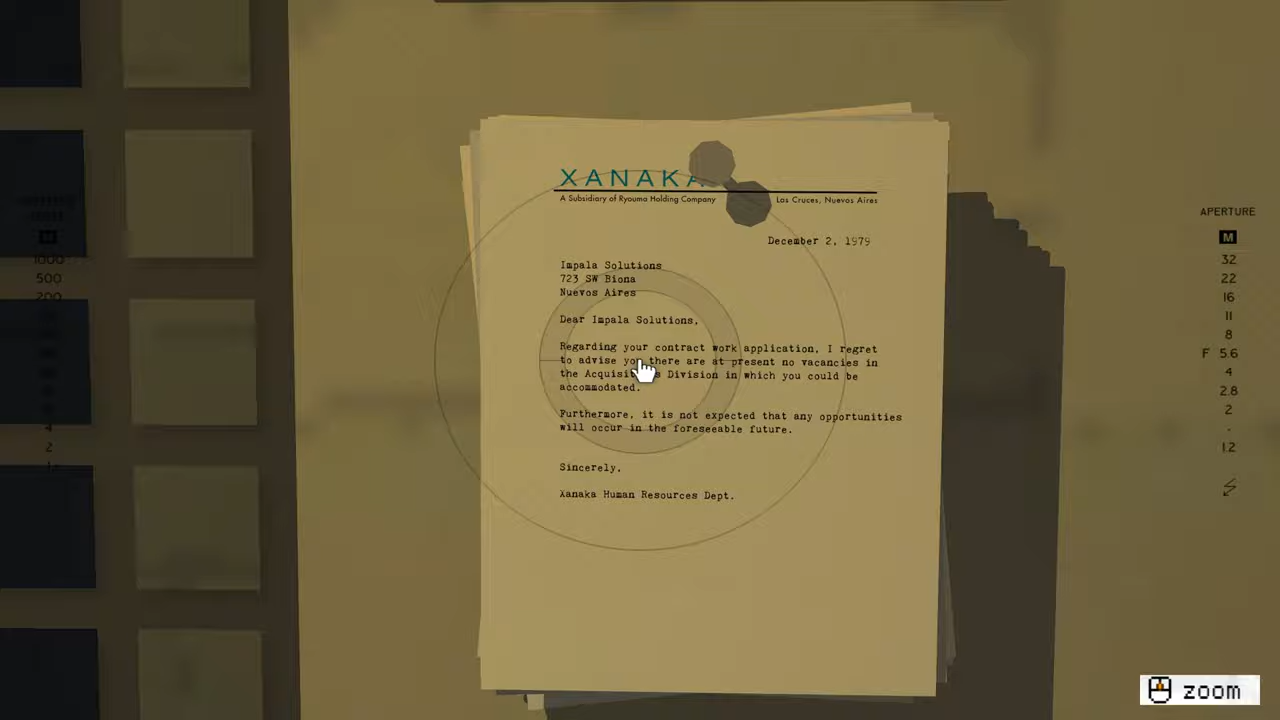 XANAKA
A Subsidiary of Ryouma Holding Company Las Cruces, Nuevos Aires
December 2, 1979
Impala Solutions
723 SW Biona
Nuevos Aires
Dear Impala Solutions,
Regarding your contract work application, I regret
to advise you there are at present no vacancies in
the Division in which you could be
accommodated.
Furthermore, it is not expected that any opportunities
will occur in the foreseeable future.
Sincerely,
Xanaka Human Resources Dept.
1000
500
200
4
2
APERTURE
M
32
22
16
11
8
F 5.6
4
2.8
2
.
1.2
zoom